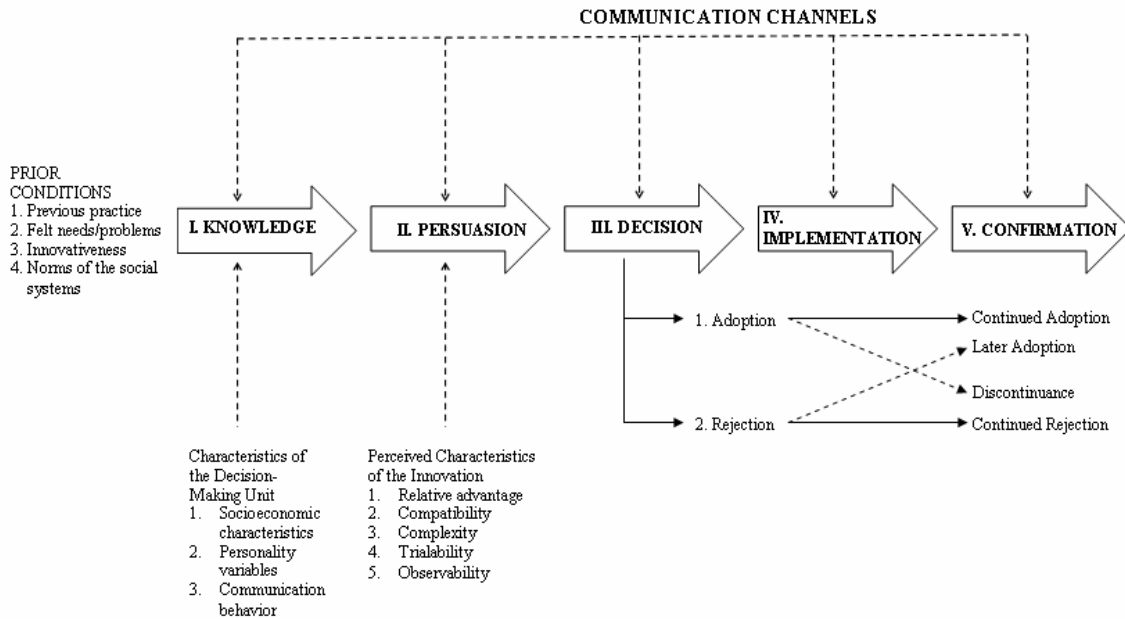 COMMUNICATION CHANNELS
PRIOR
CONDITIONS
1. Previous practice
2. Felt needs/problems
3. Innovativeness
4. Norms of the social
systems
I. KNOWLEDGE
II. PERSUASION
III. DECISION
IV.
IMPLEMENTATION
V. CONFIRMATION
1. Adoption
2. Rejection
Continued Adoption
Later Adoption
Discontinuance
Continued Rejection
Characteristics of
the Decision-
Making Unit
1. Socioeconomic
characteristics
2. Personality
variables
3. Communication
behavior
Perceived Characteristics
of the Innovation
1. Relative advantage
2. Compatibility
3. Complexity
4. Trialability
5. Observability